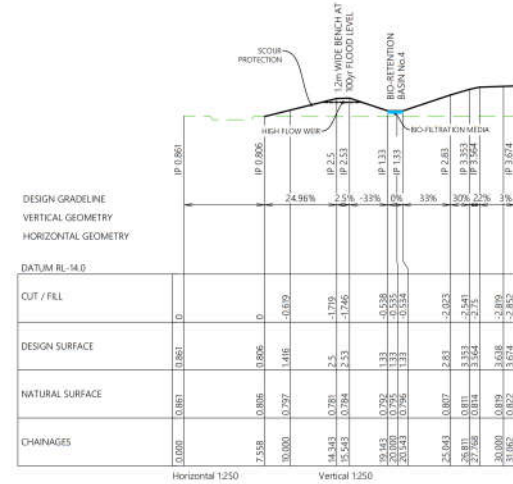 SCOUR
PROTECTION
1.2m WIDE BENCH AT
100yr FLOOD LEVEL
BIO-RETENTION
BASIN No.4
HIGH FLOW WEIR
BIO-FILTRATION MEDIA
IP 0.861
IP 0.806
IP 2.5
IP 2.53
IP 1.33
IP 1.33
IP 2.83
IP 3.353
IP 3.564
IP 3.674
DESIGN GRADELINE 24.96% 2.5% -33% 0% 33% 30% 22% 3%
VERTICAL GEOMETRY
HORIZONTAL GEOMETRY
DATUM RL-14.0
CUT / FILL 0 0 -0.619 -1.719 -1.746 -0.538 -0.535 -0.534 -2.023 -2.541 -2.75 -2.819 -2.852
DESIGN SURFACE 0.861 0.806 1.416 2.5 2.53 1.33 1.33 1.33 2.83 3.353 3.564 3.638 3.674
NATURAL SURFACE 0.861 0.806 0.797 0.781 0.784 0.792 0.795 0.796 0.807 0.811 0.814 0.819 0.822
CHAINAGES 0.000 7.558 10.000 14.343 15.543 19.143 20.000 20.543 25.043 26.811 27.768 30.000 31.062
Horizontal 1:250 Vertical 1:250